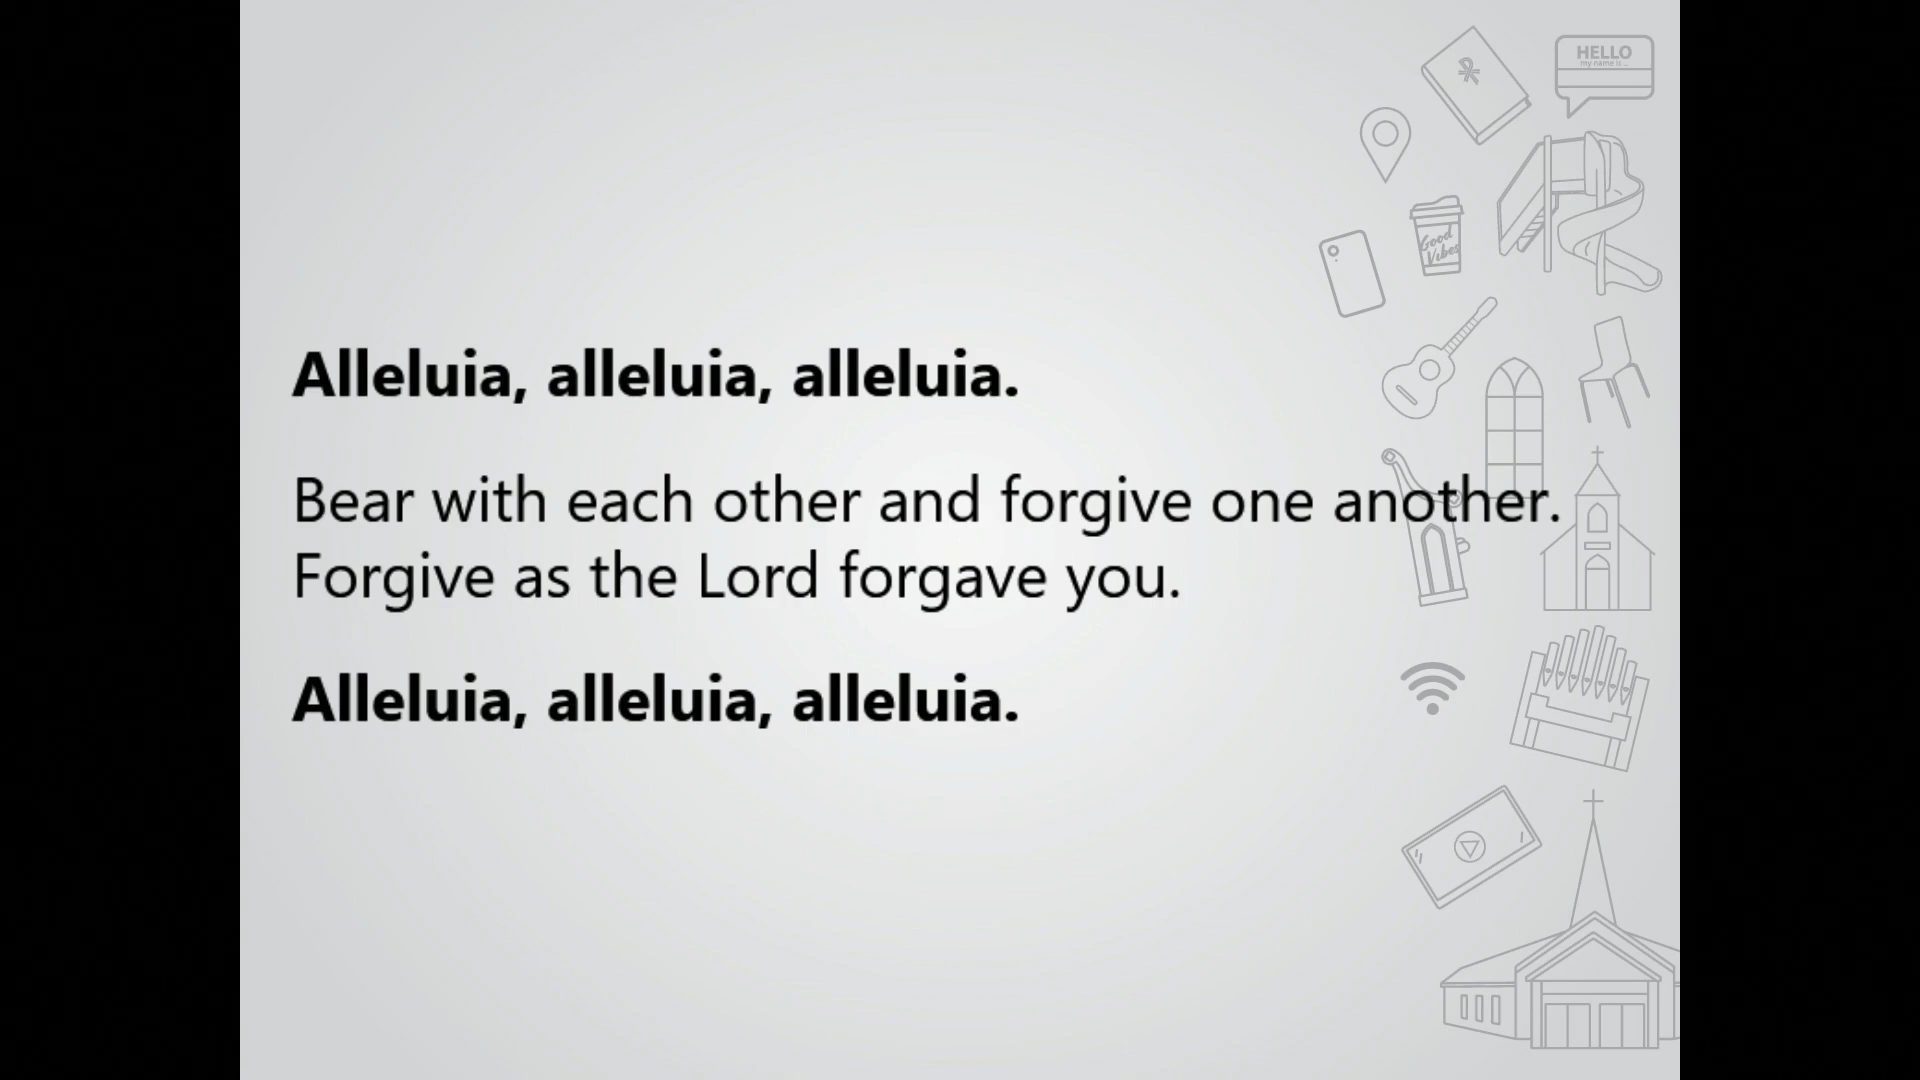 HELLO
my name is ...
Good
Vibes
Alleluia, alleluia, alleluia.
Bear with each other and forgive one another.
Forgive as the Lord forgave you.
Alleluia, alleluia, alleluia.